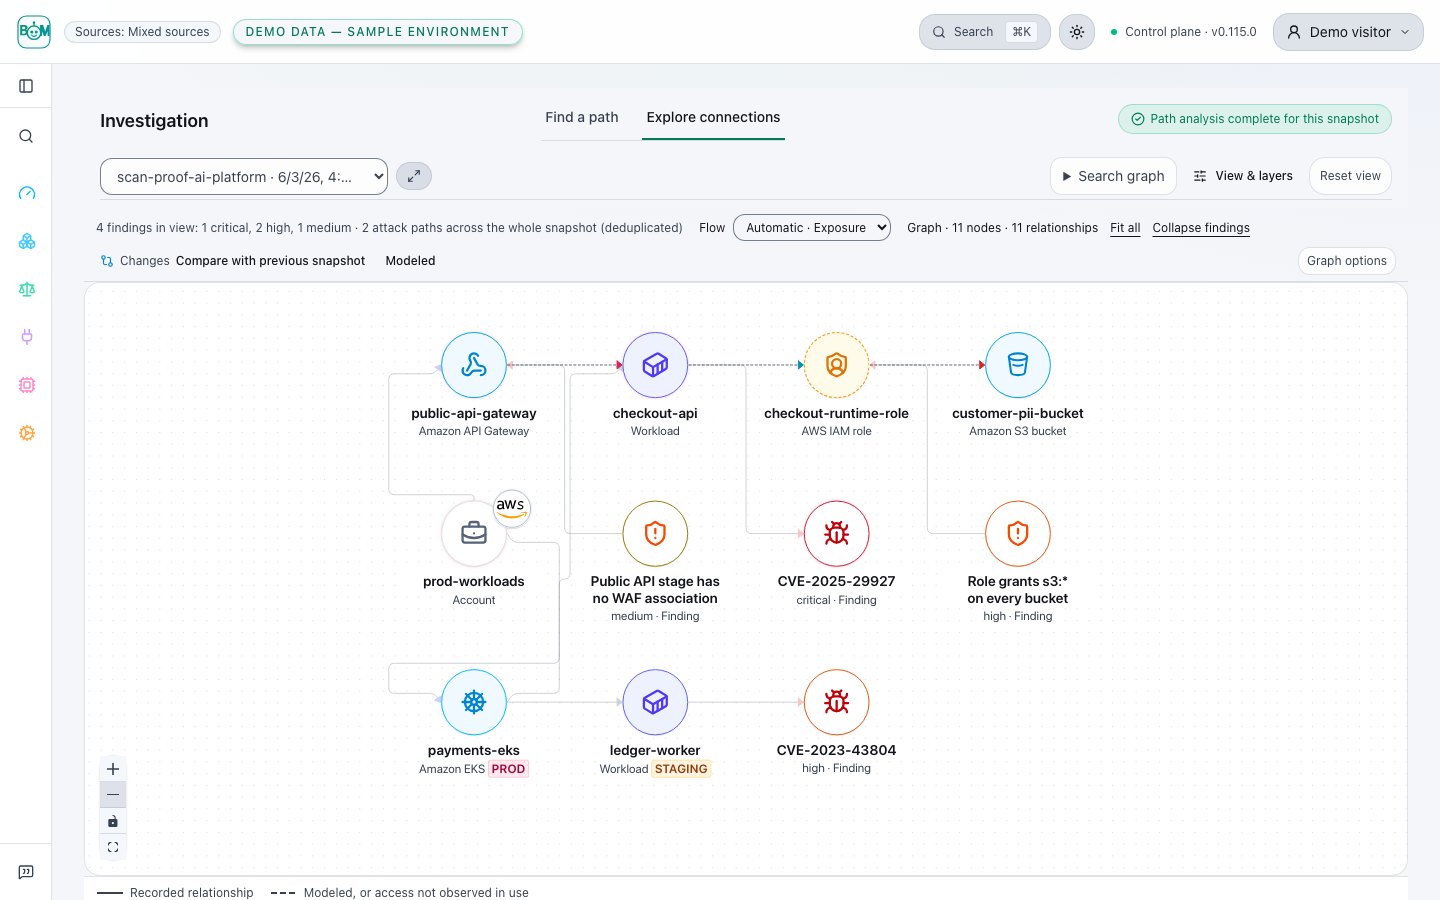 BOM
Sources: Mixed sources
DEMO DATA — SAMPLE ENVIRONMENT
Search ⌘K
Control plane · v0.115.0
Demo visitor
Investigation
Find a path
Explore connections
Path analysis complete for this snapshot
scan-proof-ai-platform · 6/3/26, 4:...
Search graph
View & layers
Reset view
4 findings in view: 1 critical, 2 high, 1 medium · 2 attack paths across the whole snapshot (deduplicated)
Flow
Automatic · Exposure
Graph · 11 nodes · 11 relationships
Fit all
Collapse findings
Changes Compare with previous snapshot
Modeled
Graph options
public-api-gateway
Amazon API Gateway
checkout-api
Workload
checkout-runtime-role
AWS IAM role
customer-pii-bucket
Amazon S3 bucket
aws
prod-workloads
Account
Public API stage has
no WAF association
medium · Finding
CVE-2025-29927
critical · Finding
Role grants s3:*
on every bucket
high · Finding
payments-eks
Amazon EKS PROD
ledger-worker
Workload STAGING
CVE-2023-43804
high · Finding
Recorded relationship
Modeled, or access not observed in use